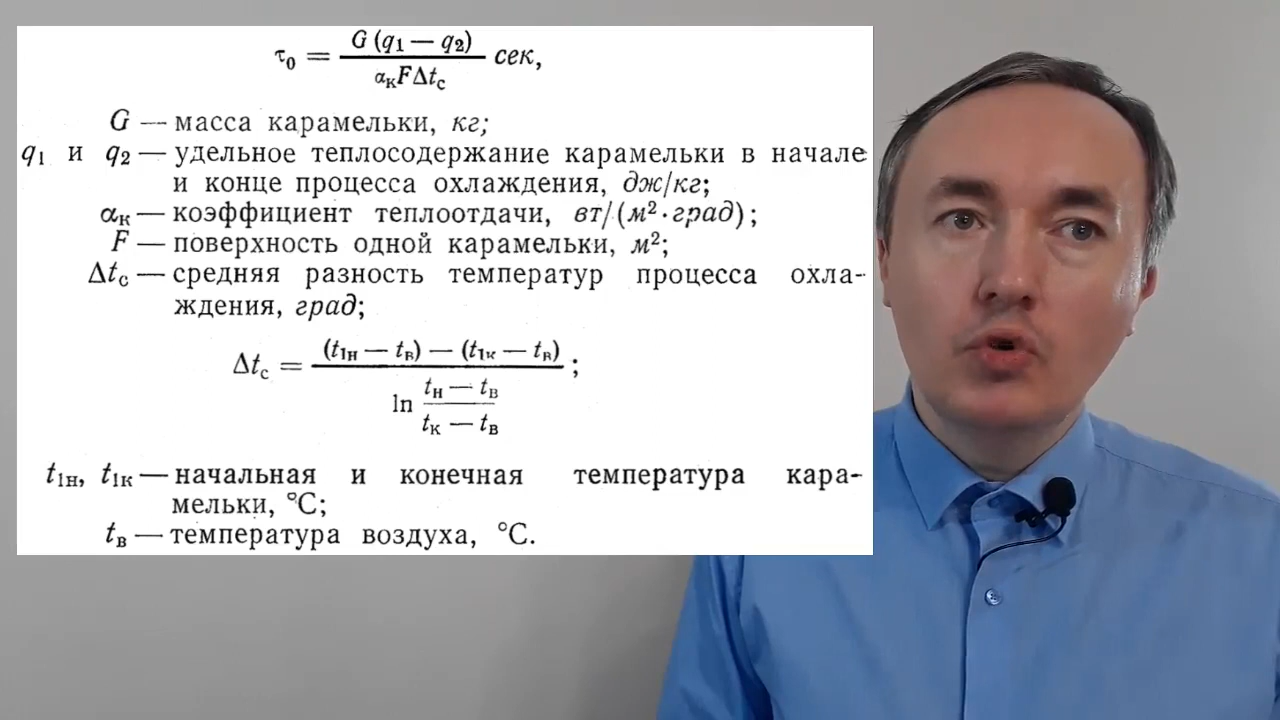 τ₀ = G (q₁ — q₂) / αкFΔtс сек,
G — масса карамельки, кг;
q₁ и q₂ — удельное теплосодержание карамельки в начале
и конце процесса охлаждения, дж/кг;
αк — коэффициент теплоотдачи, вт/(м²·град);
F — поверхность одной карамельки, м²;
Δtс — средняя разность температур процесса охла-
ждения, град;
Δtс = (t₁н — tв) — (t₁к — tв) / ln (tн — tв / tк — tв) ;
t₁н, t₁к — начальная и конечная температура кара-
мельки, °С;
tв — температура воздуха, °С.